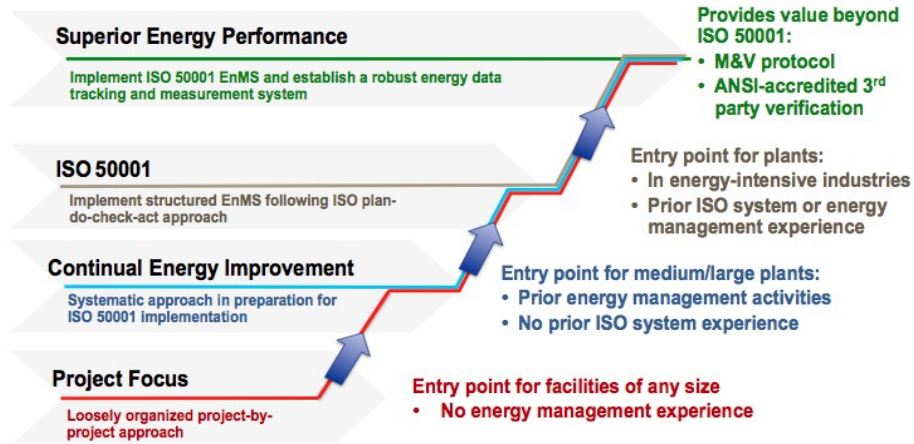 Superior Energy Performance
Implement ISO 50001 EnMS and establish a robust energy data
tracking and measurement system
Provides value beyond
ISO 50001:
• M&V protocol
• ANSI-accredited 3rd
party verification
ISO 50001
Implement structured EnMS following ISO plan-
do-check-act approach
Entry point for plants:
• In energy-intensive industries
• Prior ISO system or energy
management experience
Continual Energy Improvement
Systematic approach in preparation for
ISO 50001 implementation
Entry point for medium/large plants:
• Prior energy management activities
• No prior ISO system experience
Project Focus
Loosely organized project-by-
project approach
Entry point for facilities of any size
• No energy management experience